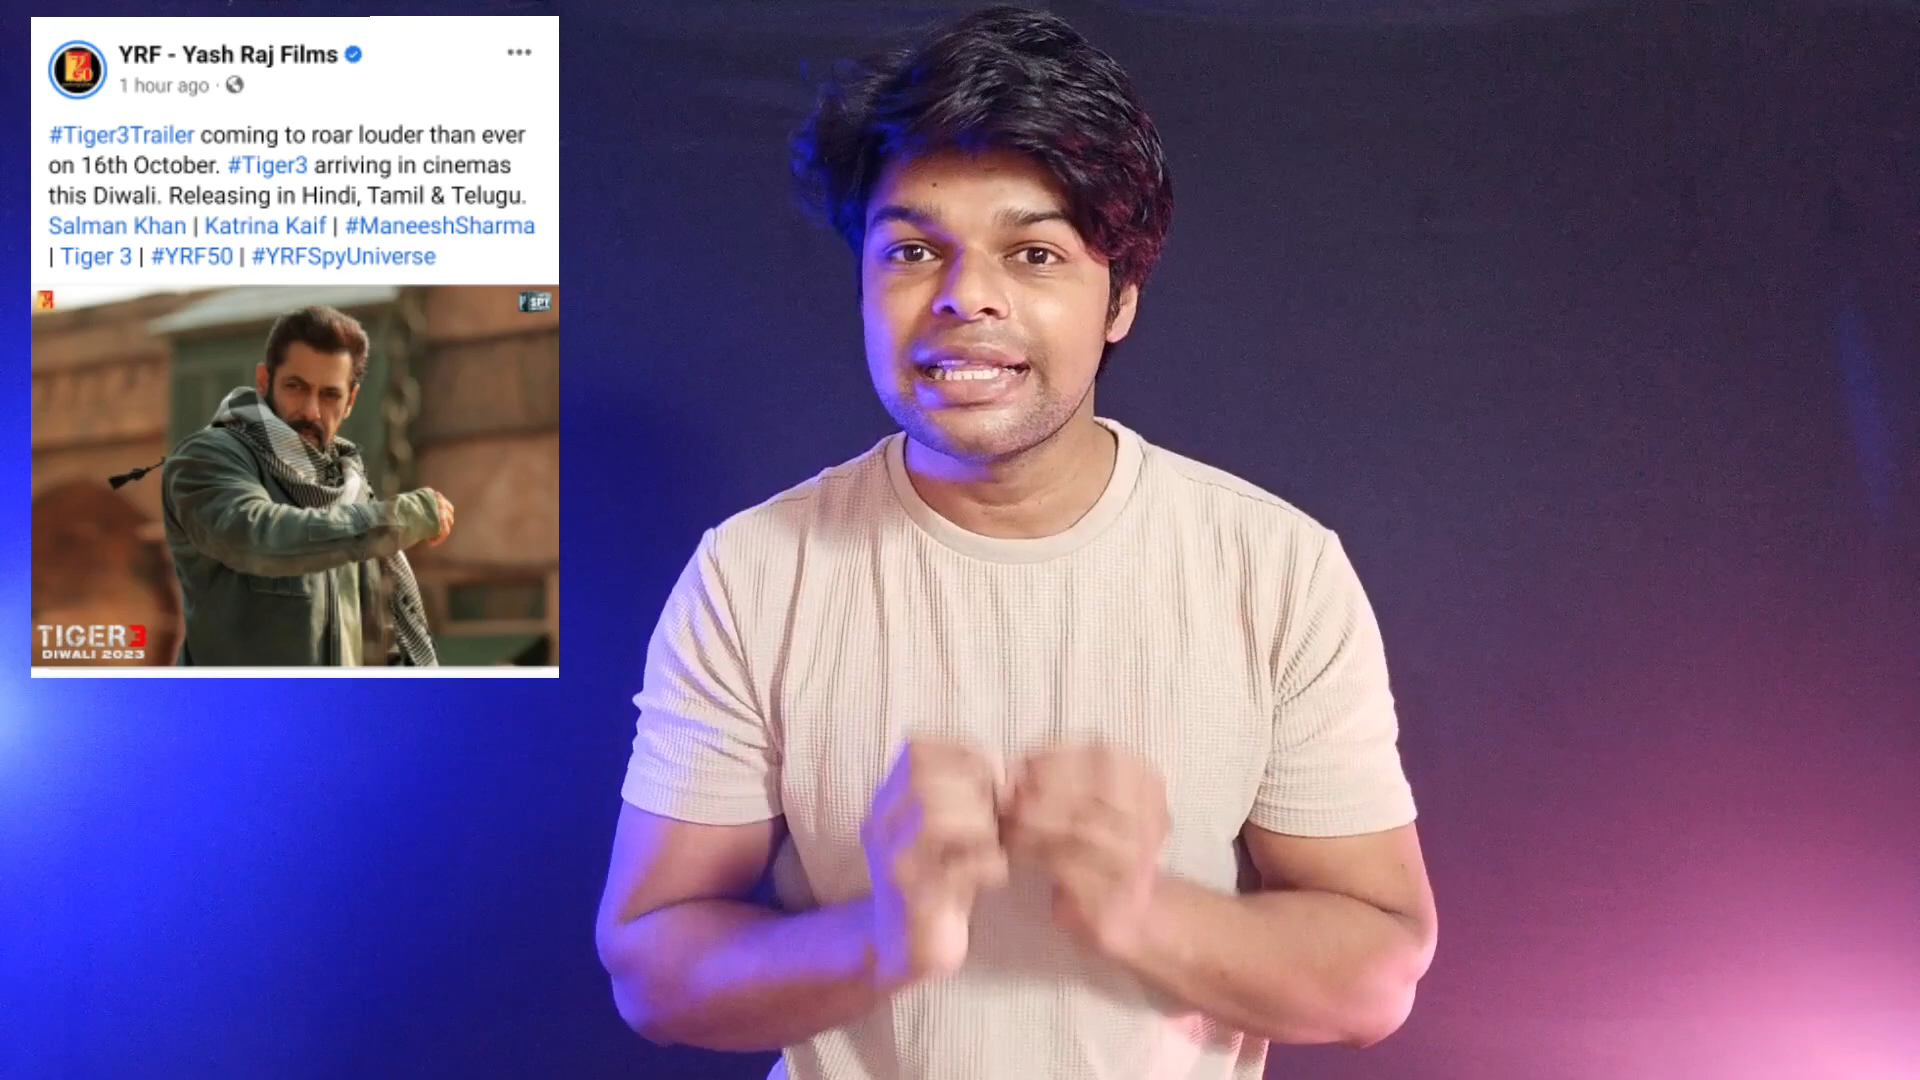 YRF - Yash Raj Films
1 hour ago ·
#Tiger3Trailer coming to roar louder than ever
on 16th October. #Tiger3 arriving in cinemas
this Diwali. Releasing in Hindi, Tamil & Telugu.
Salman Khan | Katrina Kaif | #ManeeshSharma
| Tiger 3 | #YRF50 | #YRFSpyUniverse
SPY
TIGER3
DIWALI 2023